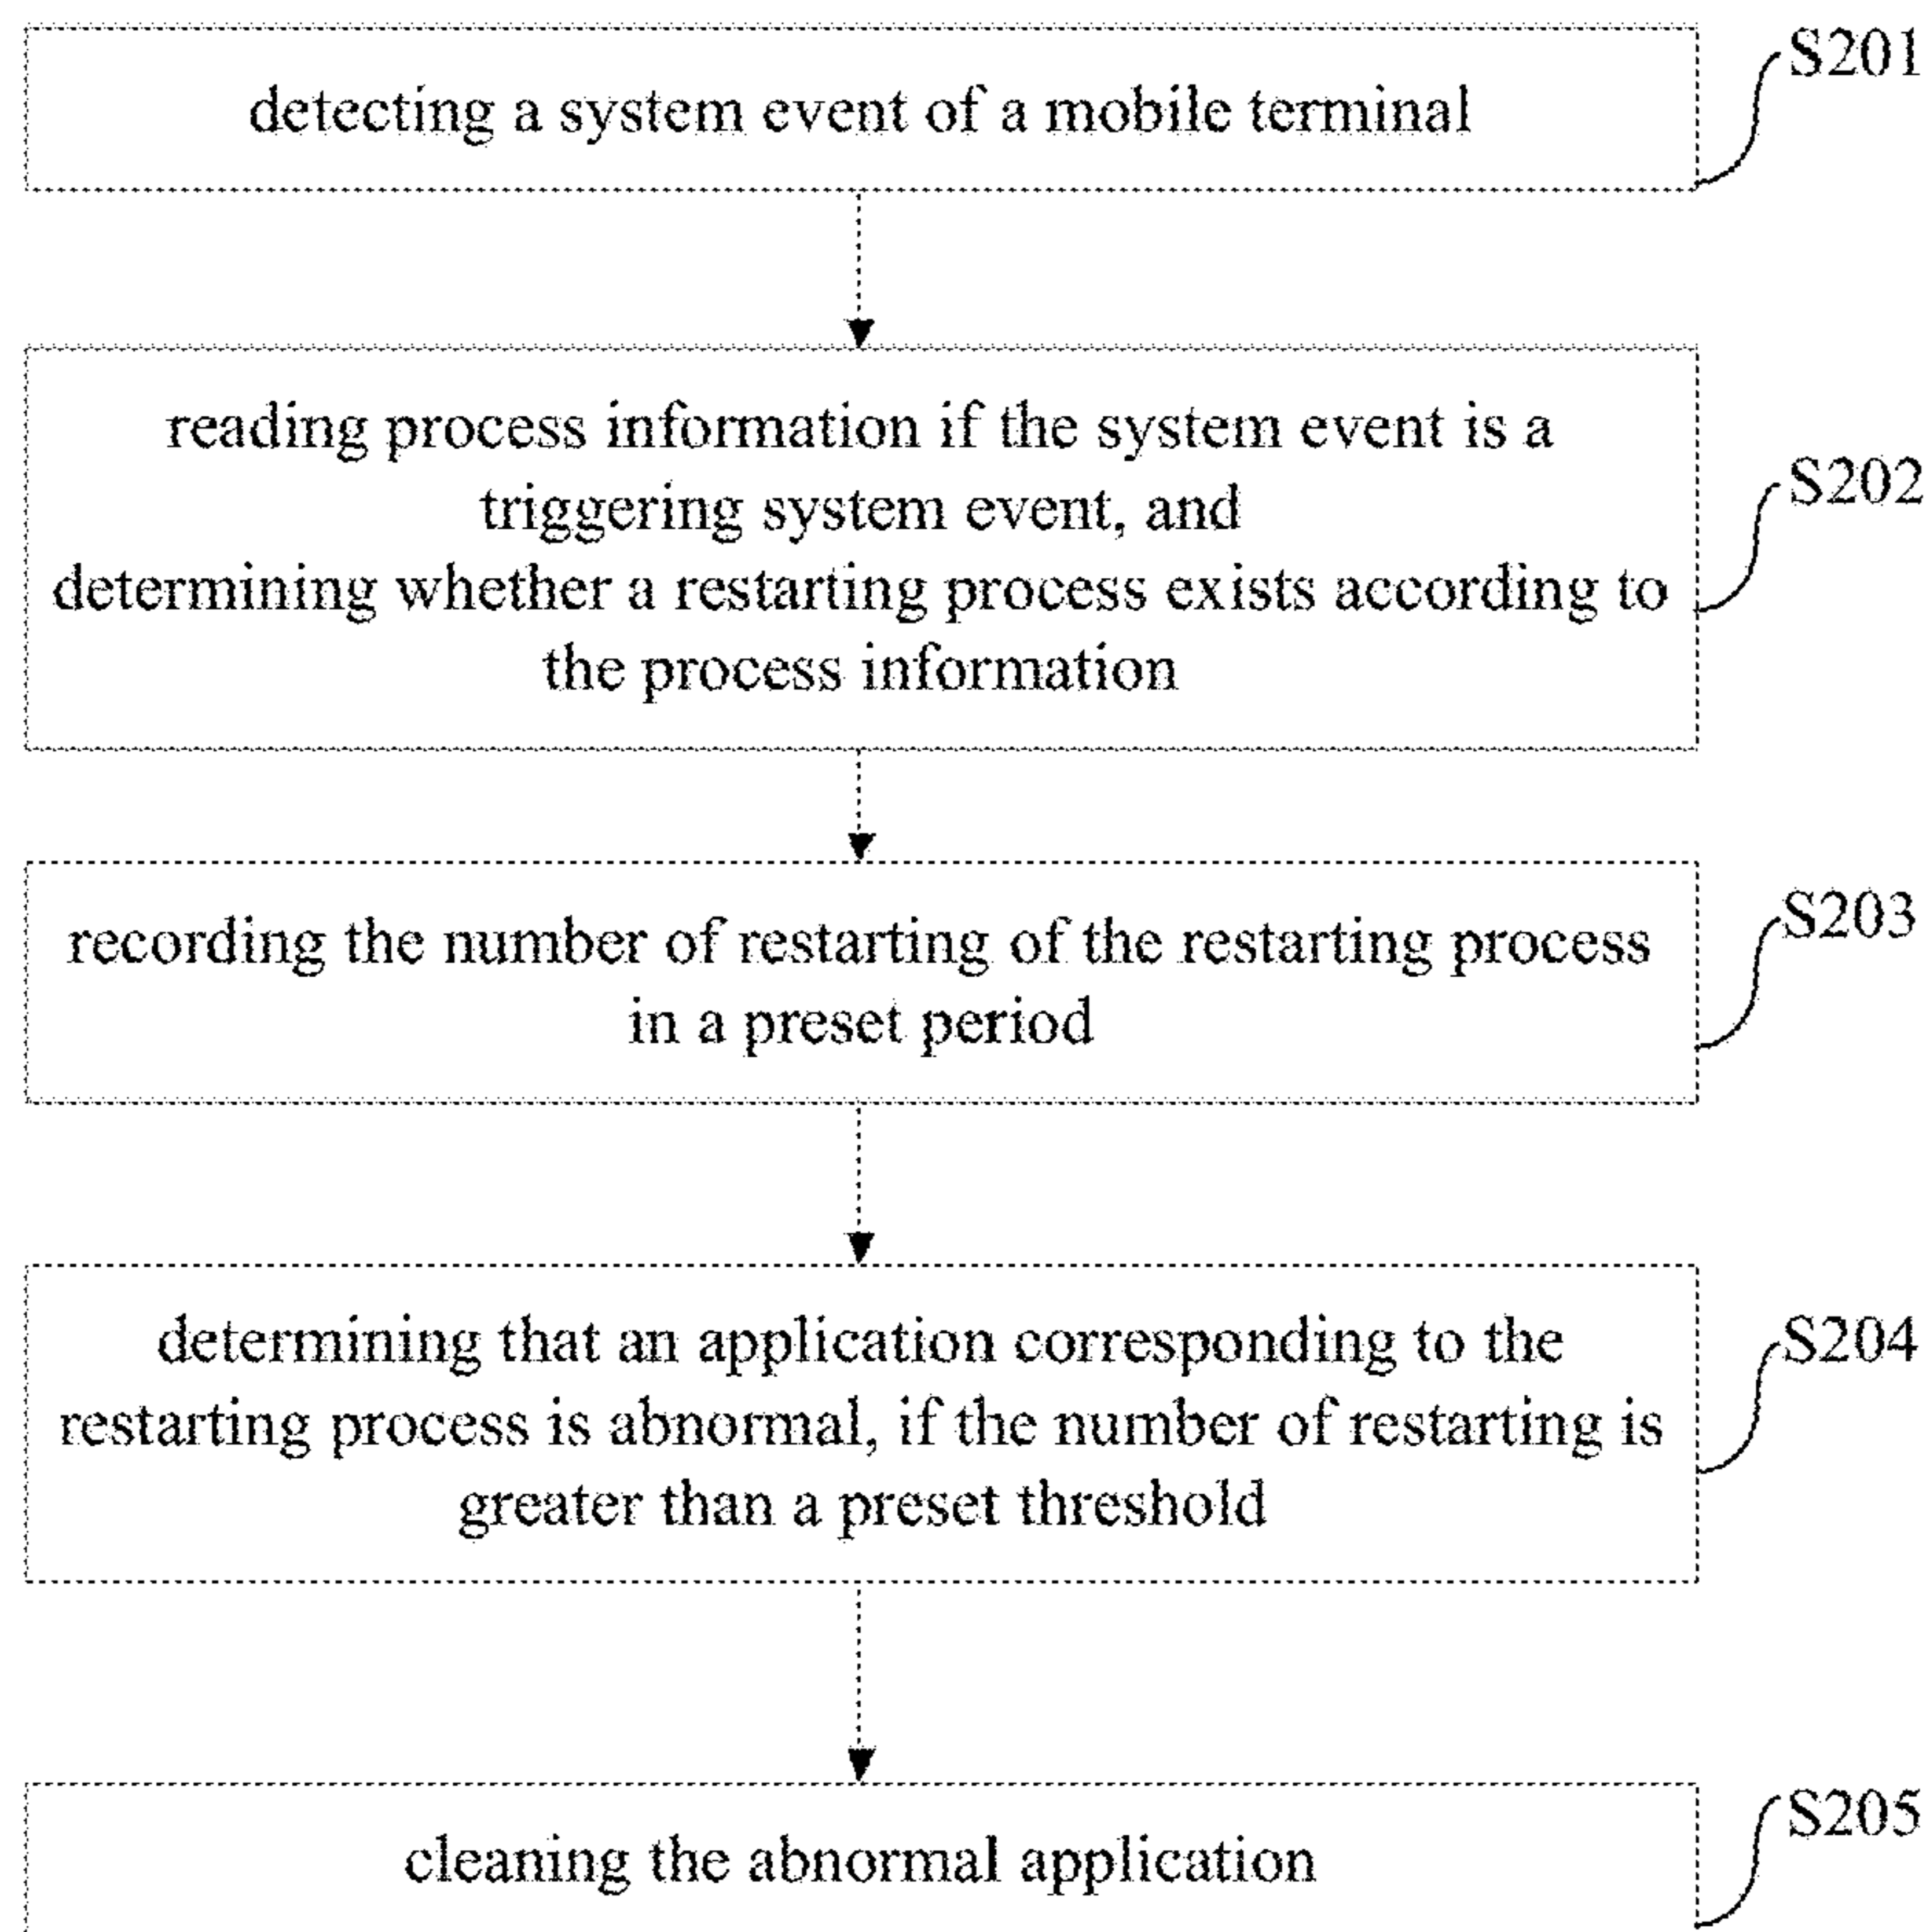 detecting a system event of a mobile terminal
S201
reading process information if the system event is a
triggering system event, and
determining whether a restarting process exists according to
the process information
S202
recording the number of restarting of the restarting process
in a preset period
S203
determining that an application corresponding to the
restarting process is abnormal, if the number of restarting is
greater than a preset threshold
S204
cleaning the abnormal application
S205